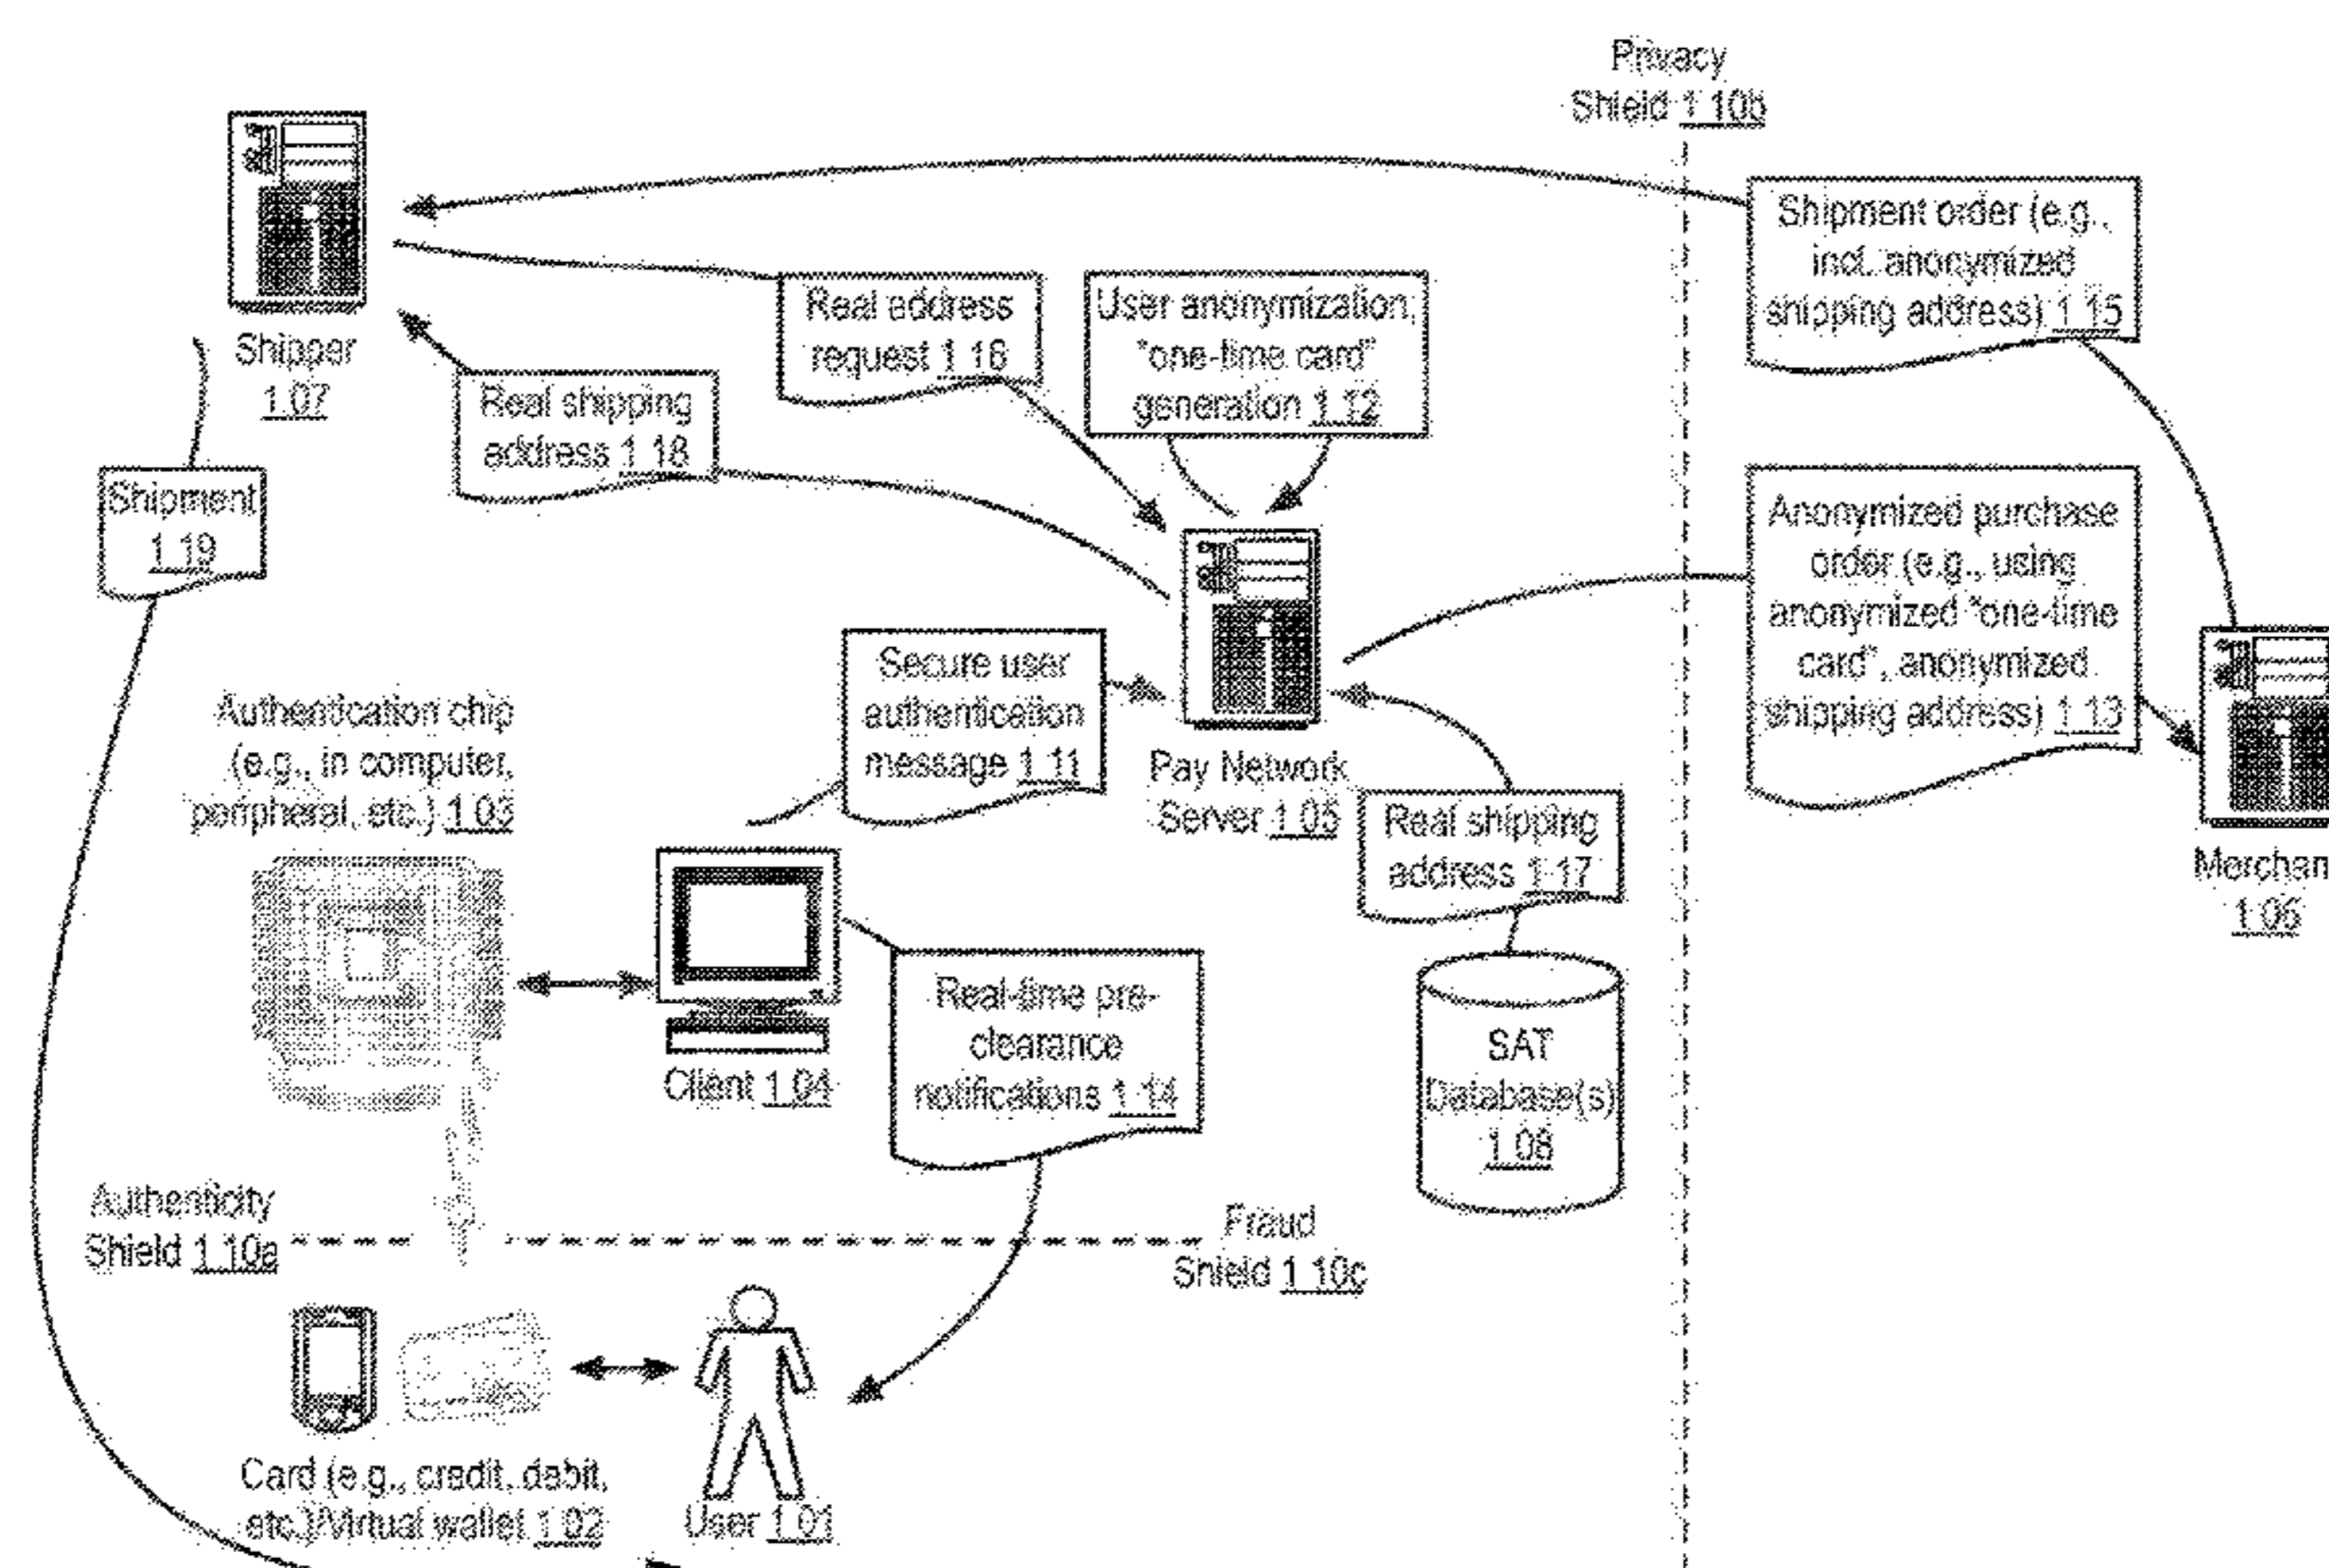 Privacy
Shield 1 10b
Shipment order (e.g.,
incl. anonymized
shipping address) 1 15
Real address
request 1 16
User anonymization,
"one-time card"
generation 1.12
Shipper
1.07
Real shipping
address 1 18
Shipment
1 19
Anonymized purchase
order (e.g., using
anonymized "one-time
card", anonymized
shipping address) 1 13
Secure user
authentication
message 1 11
Authentication chip
(e.g., in computer,
peripheral, etc.) 1 03
Pay Network
Server 1 05
Real shipping
address 1 17
Merchan
1 06
Client 1 04
Real-time pre-
clearance
notifications 1 14
SAT
Database(s)
1 08
Authenticity
Shield 1 10a
Fraud
Shield 1 10c
Card (e.g., credit, debit,
etc.)/Virtual wallet 1 02
User 1 01